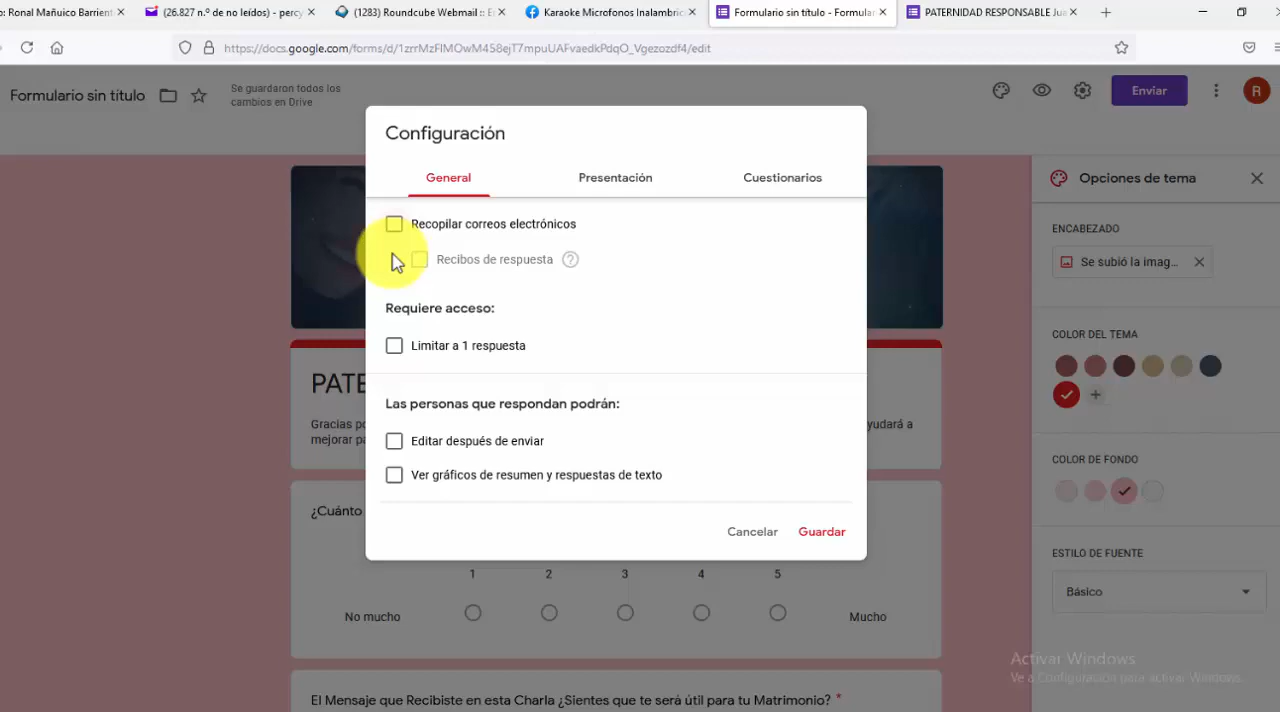 o: Ronal Mañuico Barrient
(26.827 n.º de no leídos) - percy
(1283) Roundcube Webmail ::
Karaoke Microfonos Inalambric
Formulario sin título - Formular
PATERNIDAD RESPONSABLE Jua
https://docs.google.com/forms/d/1zrrMzFIMOwM458ejT7mpuUAFvaedkPdqO_Vgezozdf4/edit
Formulario sin título
Se guardaron todos los
cambios en Drive
Enviar
R
Configuración
General
Presentación
Cuestionarios
Opciones de tema
Recopilar correos electrónicos
Recibos de respuesta
?
ENCABEZADO
Se subió la imag...
Requiere acceso:
Limitar a 1 respuesta
COLOR DEL TEMA
PATE
Gracias po
yudará a
mejorar pa
Las personas que respondan podrán:
Editar después de enviar
Ver gráficos de resumen y respuestas de texto
COLOR DE FONDO
¿Cuánto
Cancelar
Guardar
ESTILO DE FUENTE
Básico
1 2 3 4 5
No mucho
Mucho
Activar Windows
Ve a Configuración para activar Windows.
El Mensaje que Recibiste en esta Charla ¿Sientes que te será útil para tu Matrimonio? *